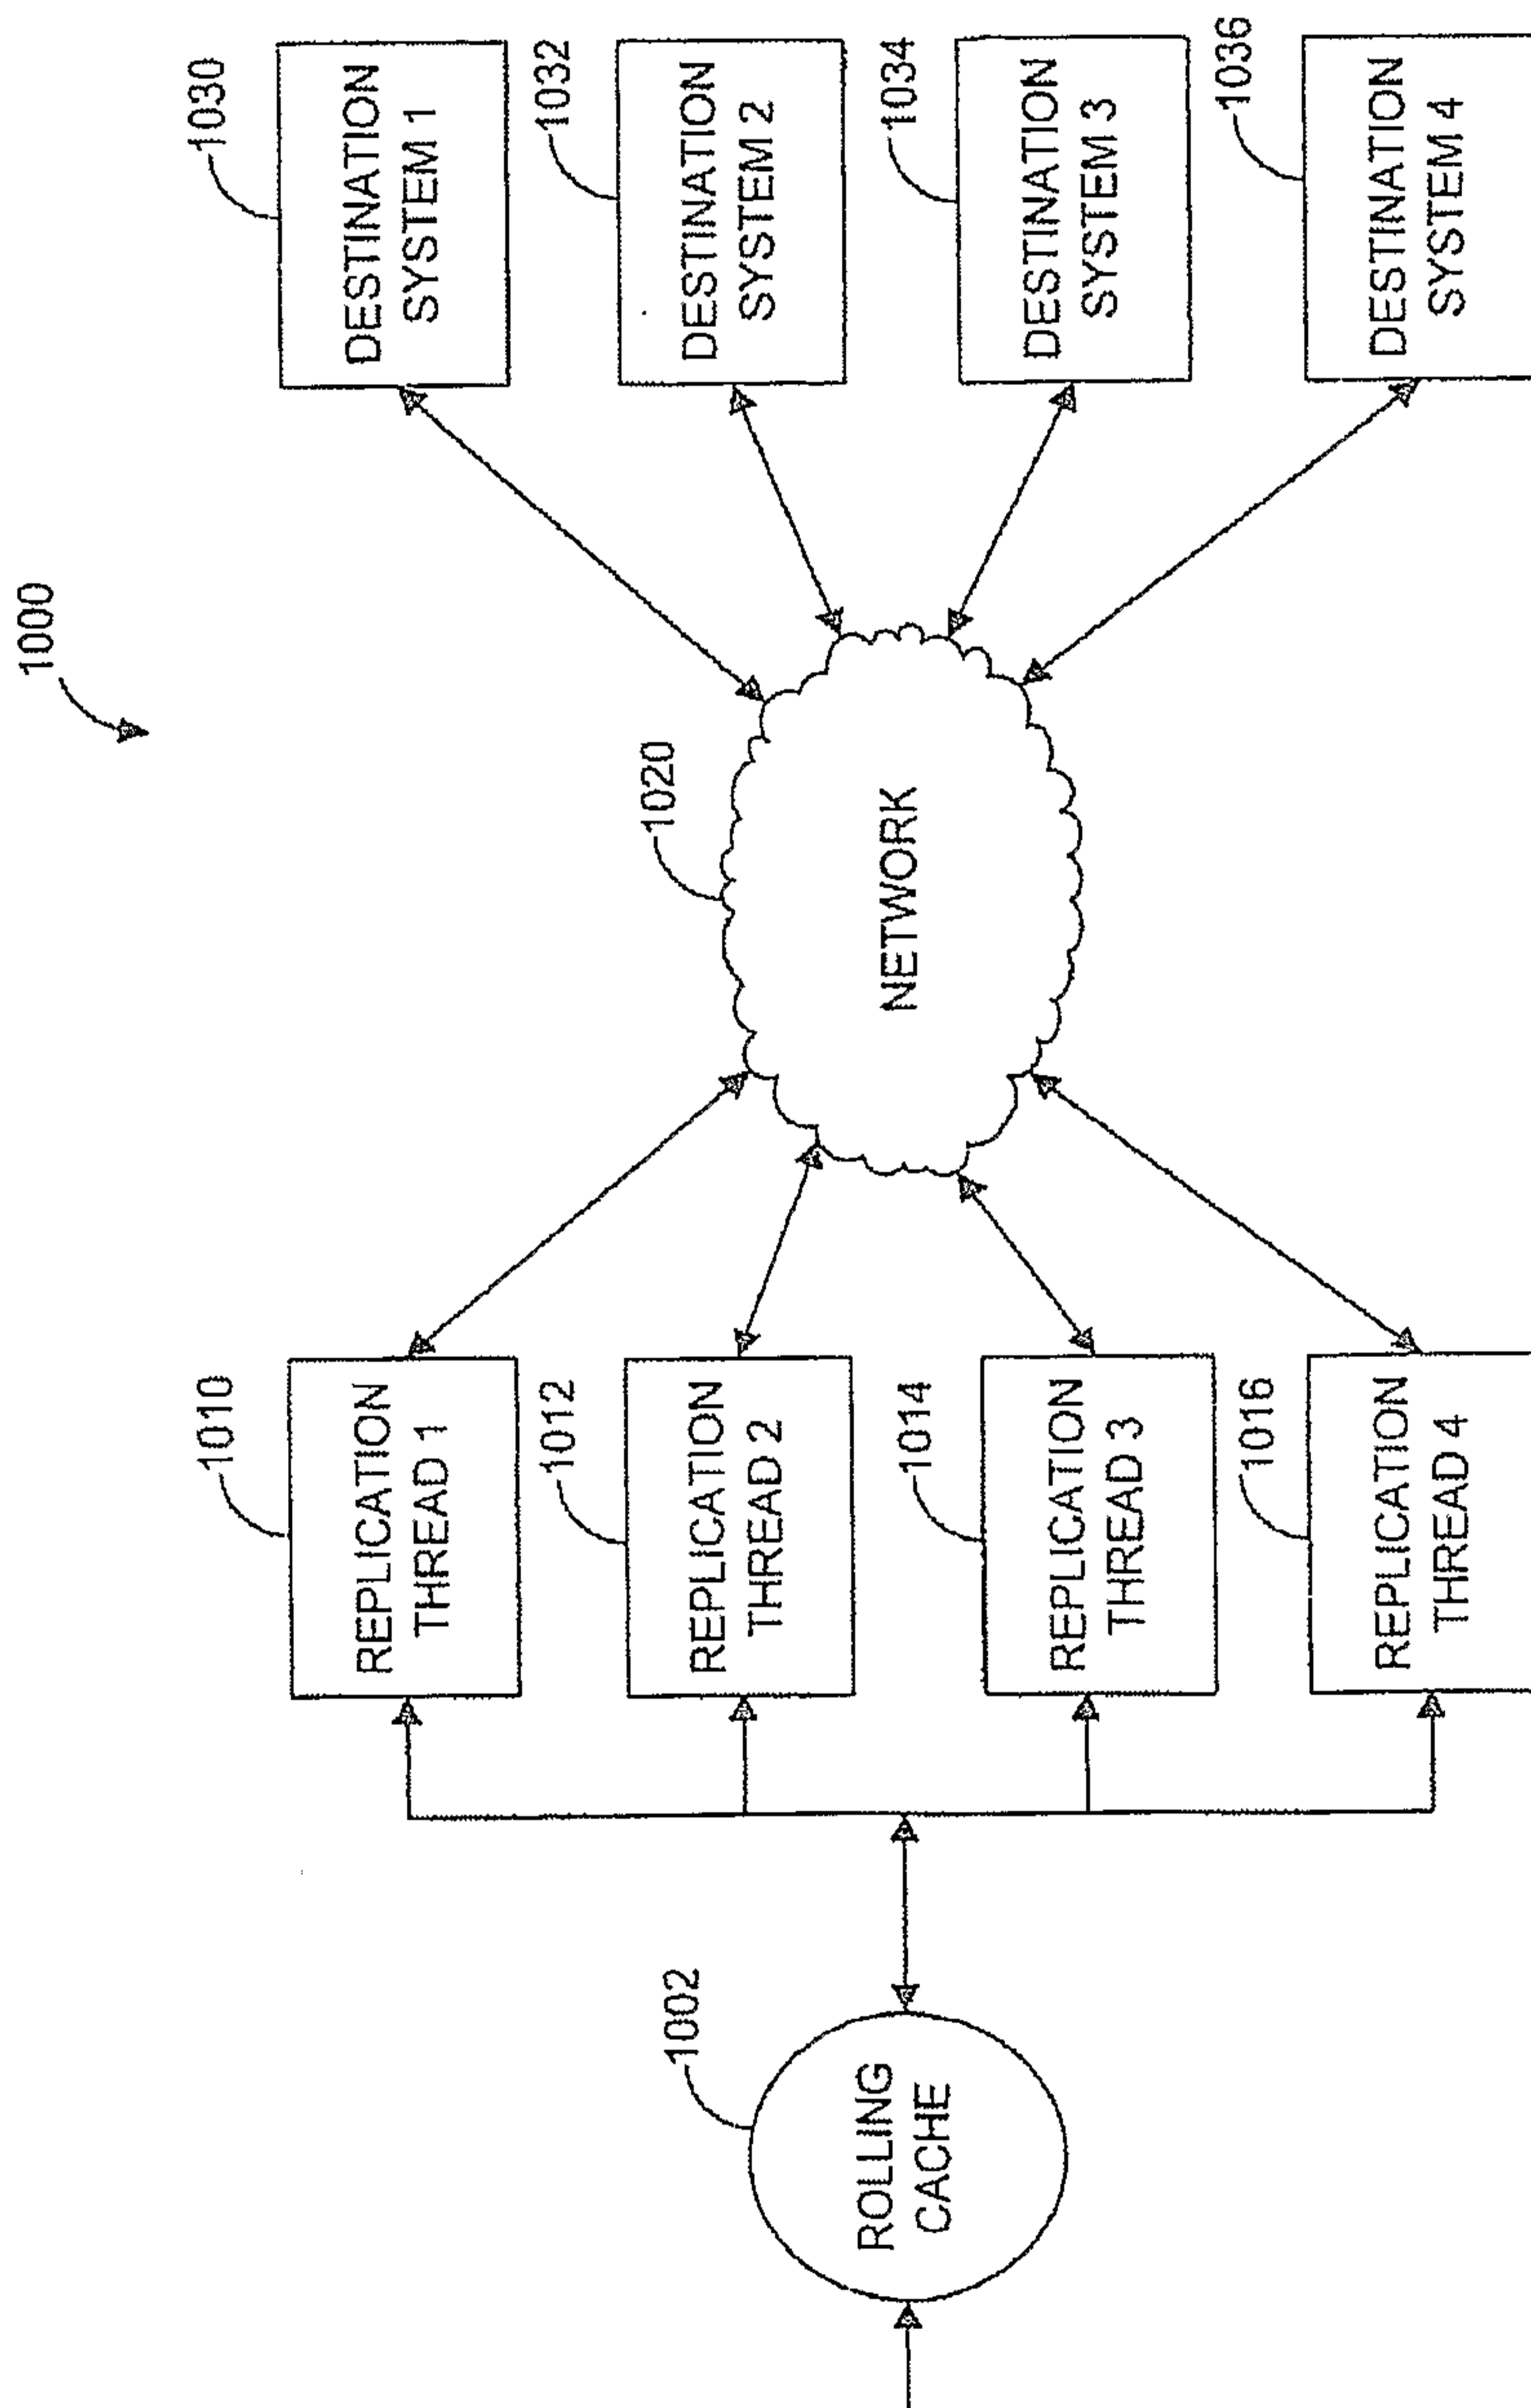 1000
1030
DESTINATION
SYSTEM 1
1032
DESTINATION
SYSTEM 2
1034
DESTINATION
SYSTEM 3
1036
DESTINATION
SYSTEM 4
1020
NETWORK
1010
REPLICATION
THREAD 1
1012
REPLICATION
THREAD 2
1014
REPLICATION
THREAD 3
1016
REPLICATION
THREAD 4
1002
ROLLING
CACHE